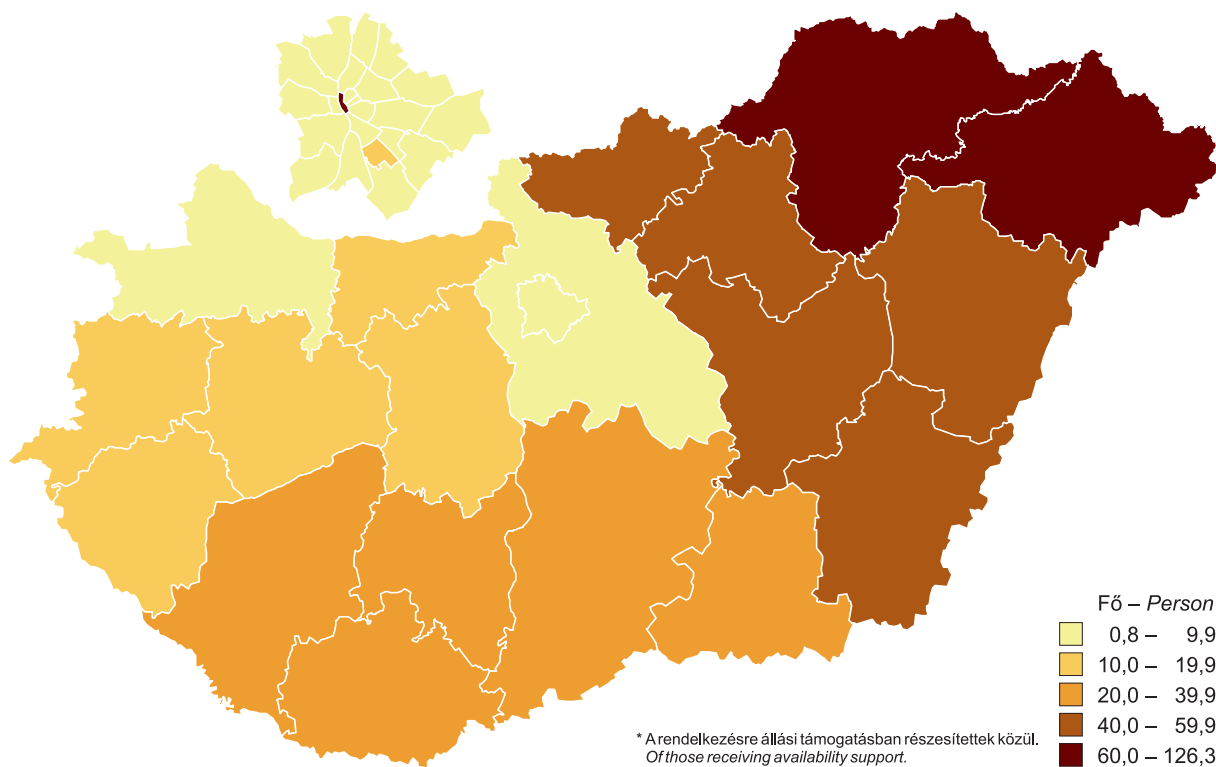 Fő – Person
0,8 – 9,9
10,0 – 19,9
20,0 – 39,9
40,0 – 59,9
60,0 – 126,3
* A rendelkezésre állási támogatásban részesítettek közül.
Of those receiving availability support.